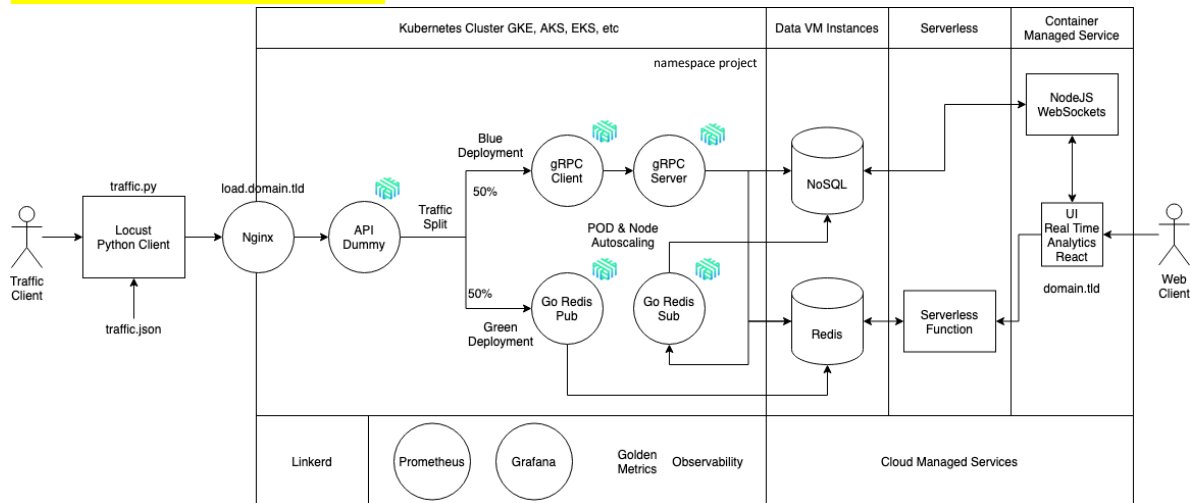 Kubernetes Cluster GKE, AKS, EKS, etc
Data VM Instances
Serverless
Container
Managed Service
namespace project
NodeJS
WebSockets
Blue
Deployment
gRPC
Client
gRPC
Server
NoSQL
traffic.py
load.domain.tld
50%
Traffic
Split
Locust
Python Client
Nginx
API
Dummy
POD & Node
Autoscaling
UI
Real Time
Analytics
React
Traffic
Client
Web
Client
domain.tld
50%
Go Redis
Pub
Go Redis
Sub
Redis
Serverless
Function
traffic.json
Green
Deployment
Linkerd
Prometheus
Grafana
Golden
Metrics
Observability
Cloud Managed Services